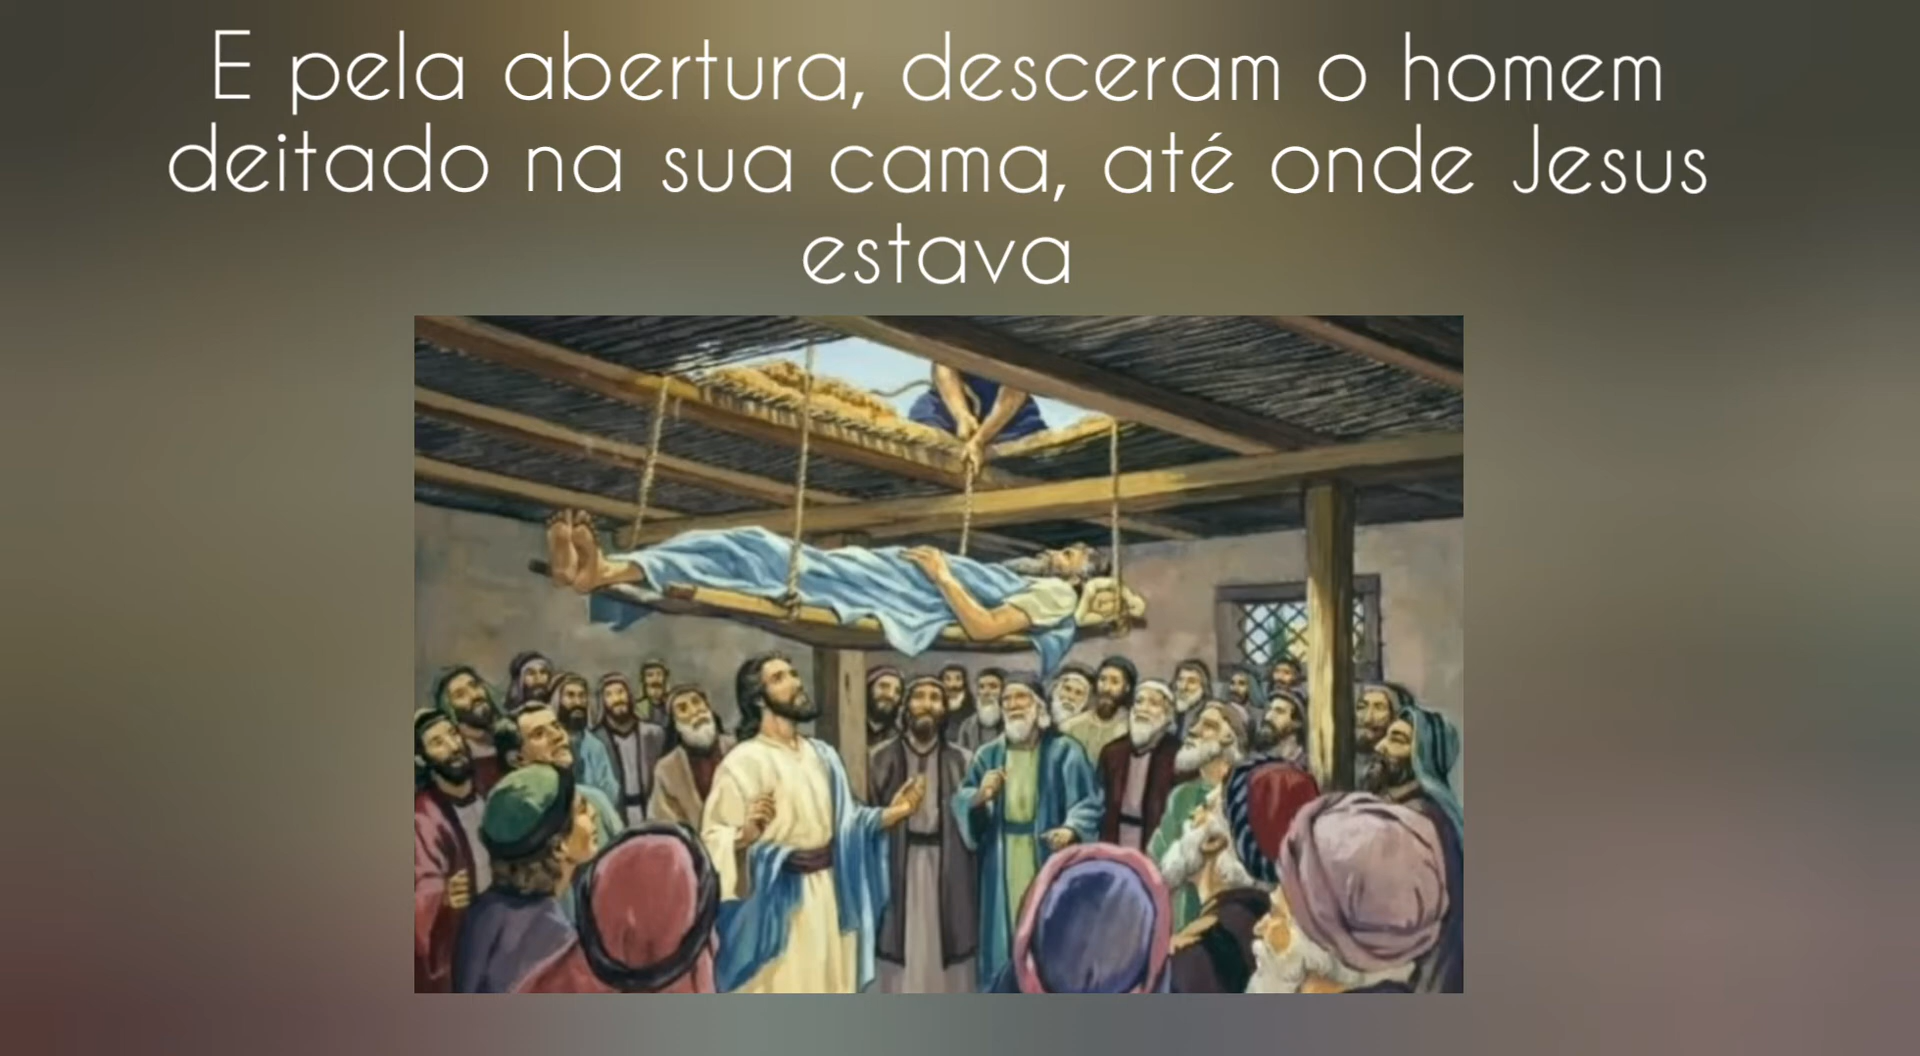 E pela abertura, desceram o homem
deitado na sua cama, até onde Jesus
estava